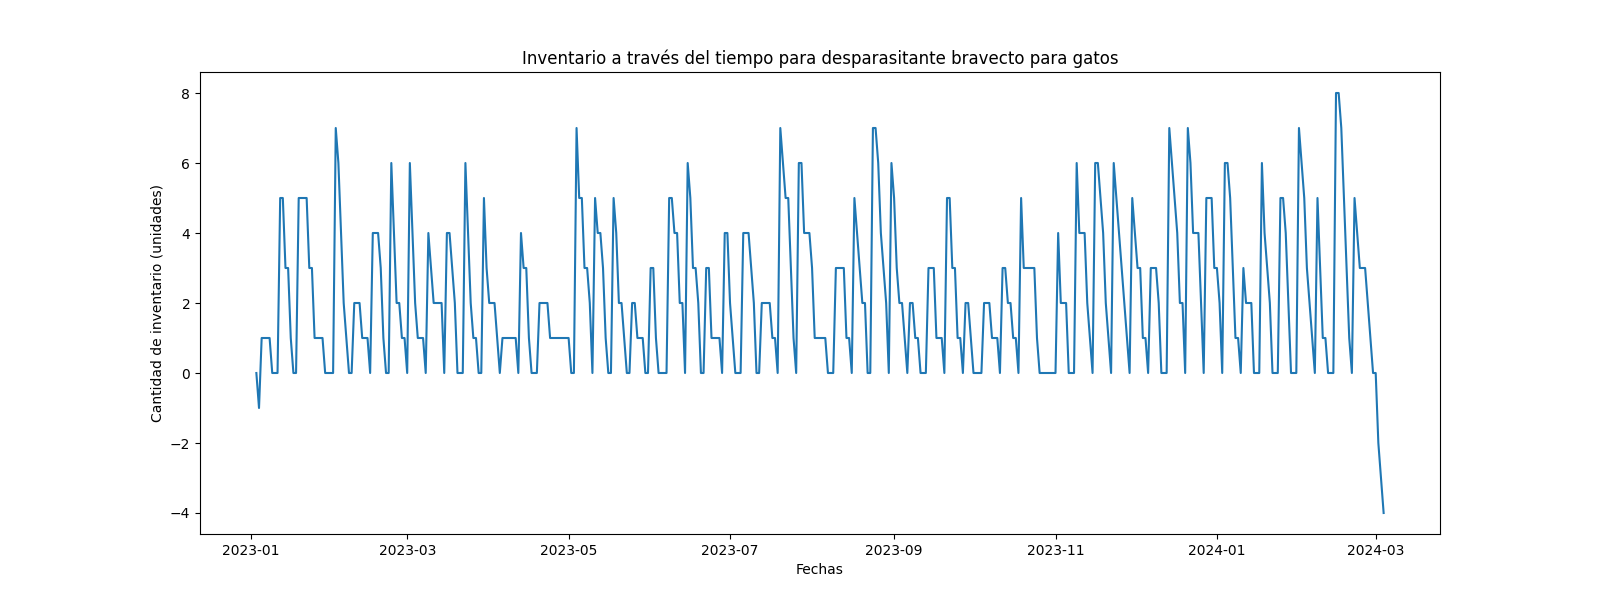 Inventario a través del tiempo para desparasitante bravecto para gatos
Cantidad de inventario (unidades)
8
6
4
2
0
−2
−4
2023-01 2023-03 2023-05 2023-07 2023-09 2023-11 2024-01 2024-03
Fechas